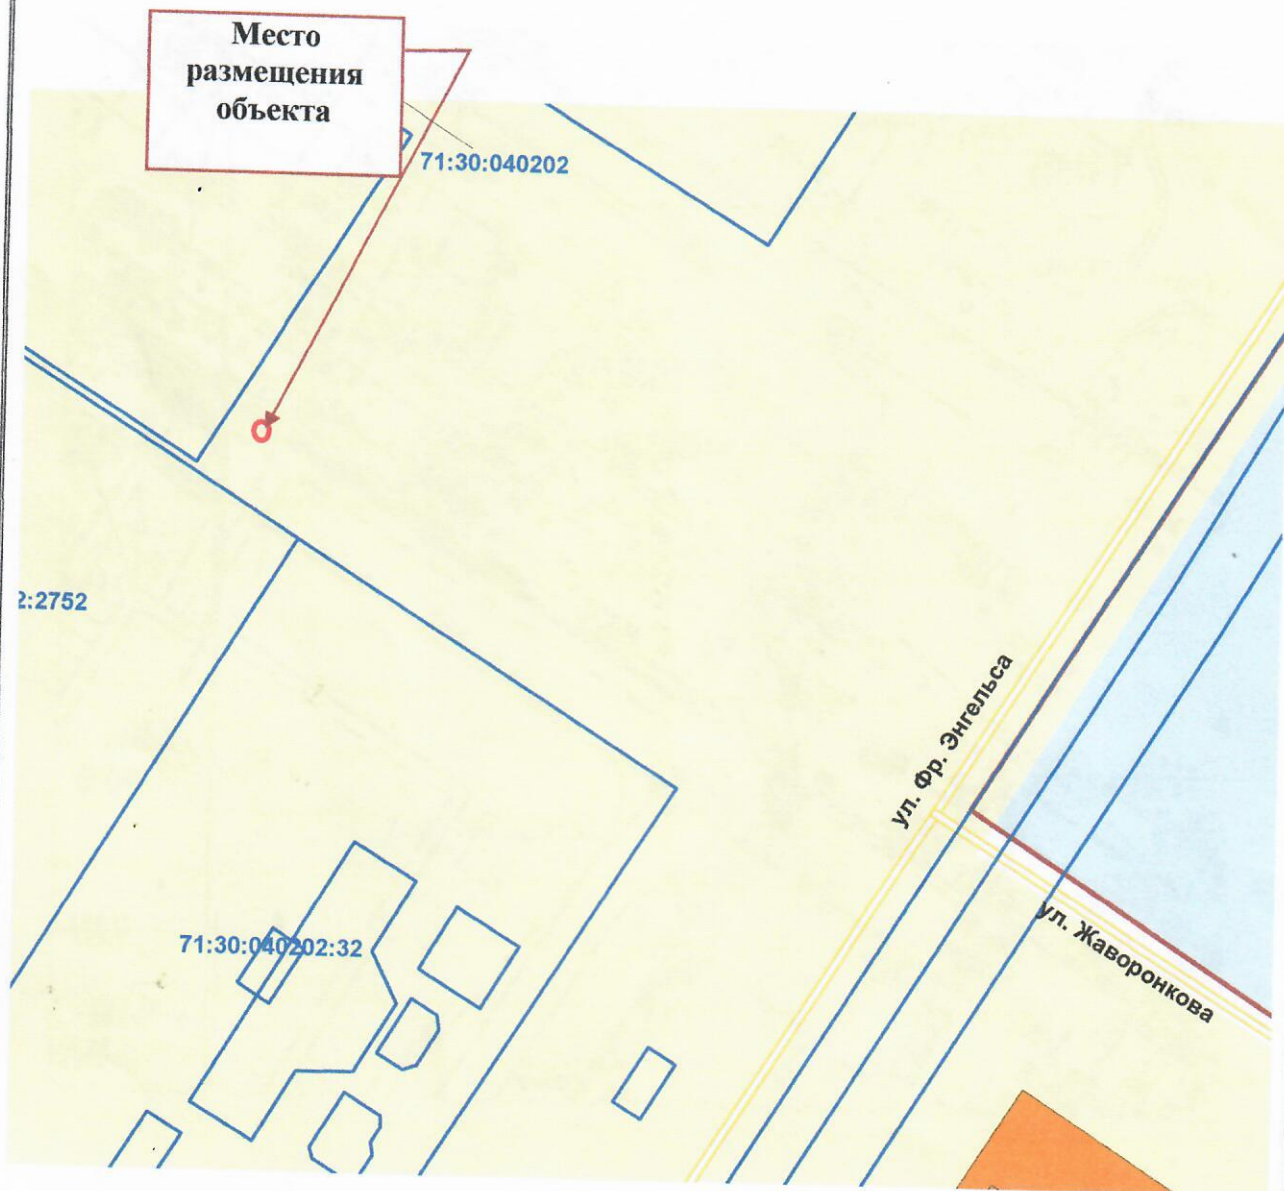 Место
размещения
объекта
71:30:040202
2:2752
ул. Фр. Энгельса
71:30:040202:32
ул. Жаворонкова